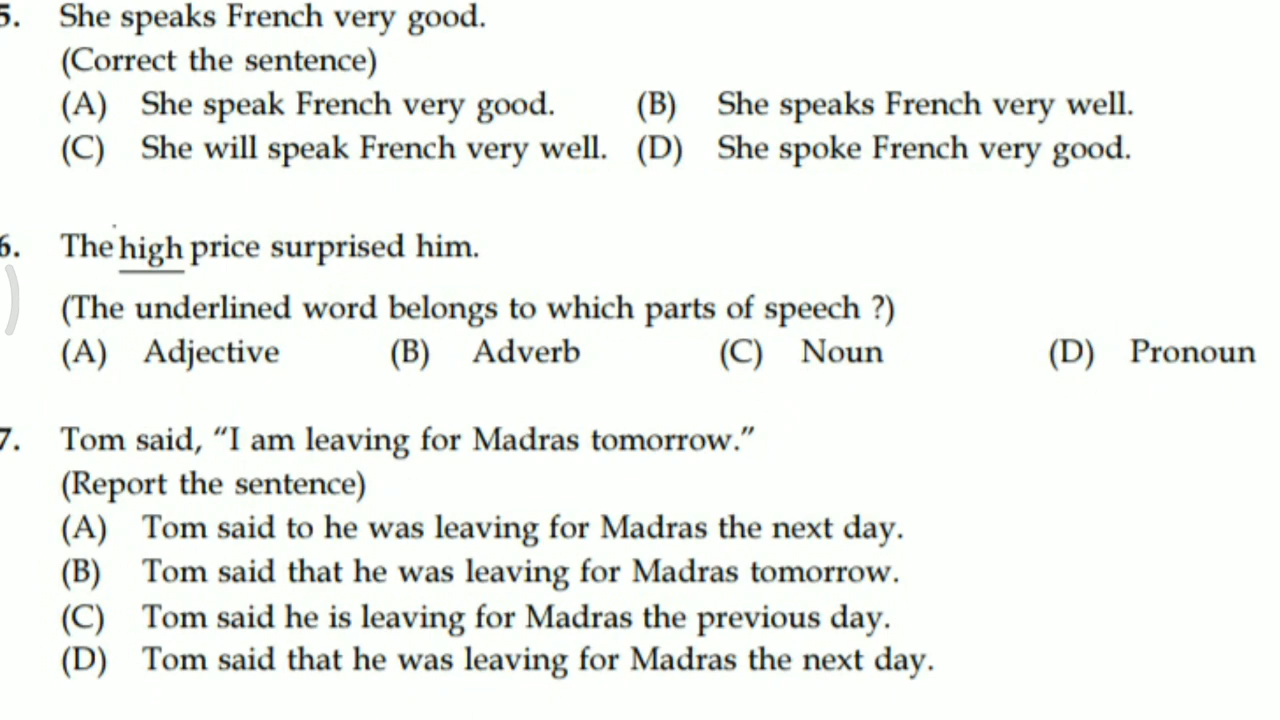 5. She speaks French very good.
(Correct the sentence)
(A) She speak French very good. (B) She speaks French very well.
(C) She will speak French very well. (D) She spoke French very good.
6. The high price surprised him.
(The underlined word belongs to which parts of speech ?)
(A) Adjective (B) Adverb (C) Noun (D) Pronoun
7. Tom said, “I am leaving for Madras tomorrow.”
(Report the sentence)
(A) Tom said to he was leaving for Madras the next day.
(B) Tom said that he was leaving for Madras tomorrow.
(C) Tom said he is leaving for Madras the previous day.
(D) Tom said that he was leaving for Madras the next day.